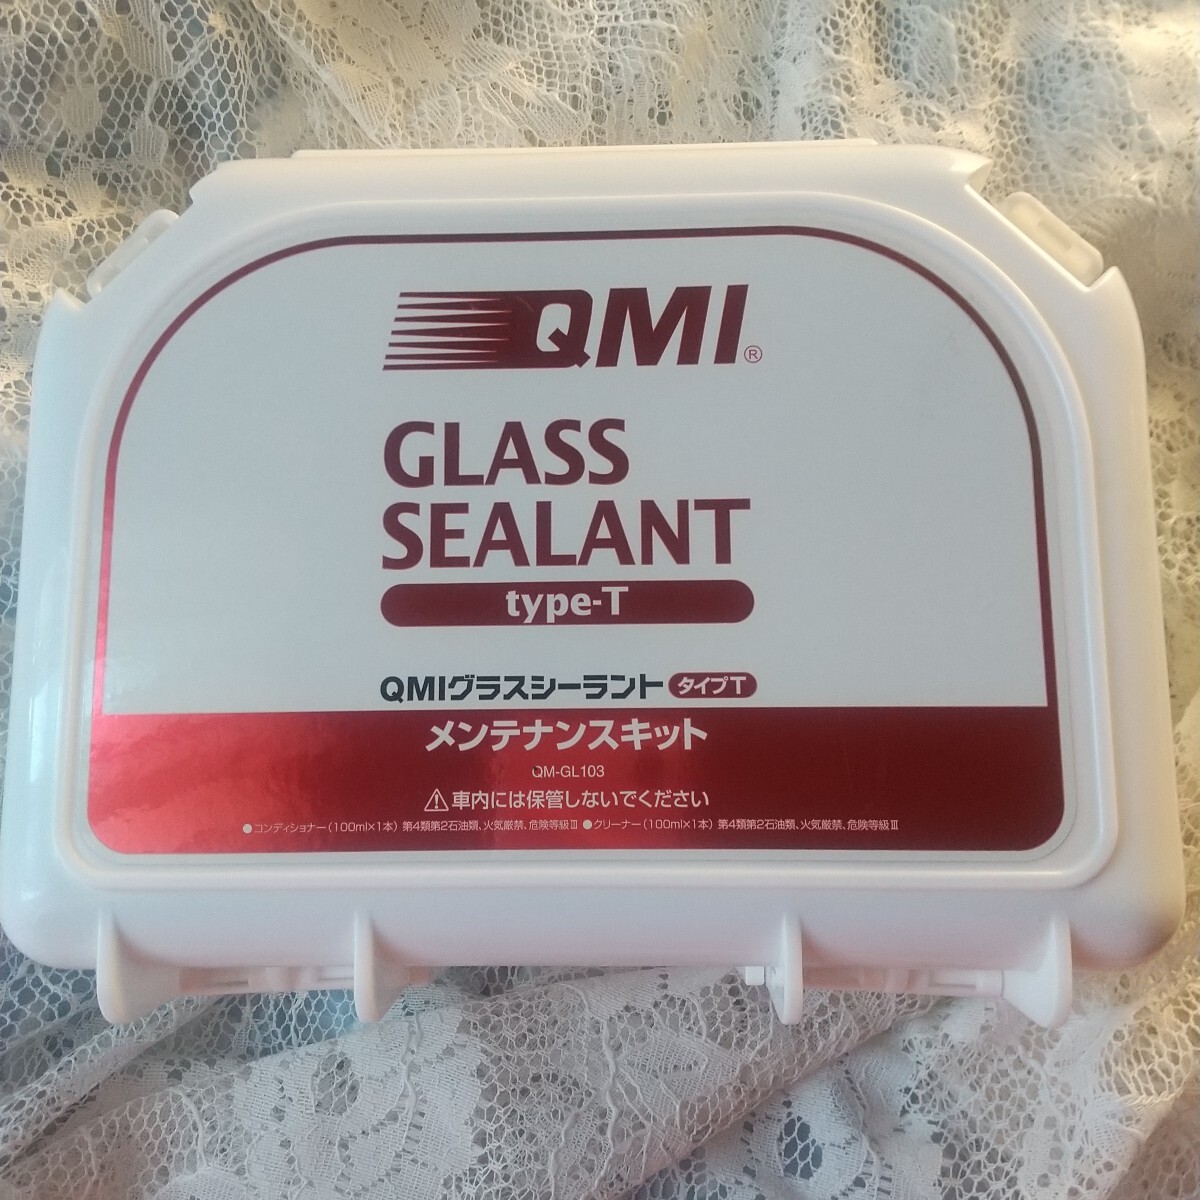 QMI®
GLASS
SEALANT
type-T
QMIグラスシーラント タイプT
メンテナンスキット
QM-GL103
⚠車内には保管しないでください
●コンディショナー(100ml×1本) 第4類第2石油類、火気厳禁、危険等級Ⅲ ●クリーナー(100ml×1本) 第4類第2石油類、火気厳禁、危険等級Ⅲ